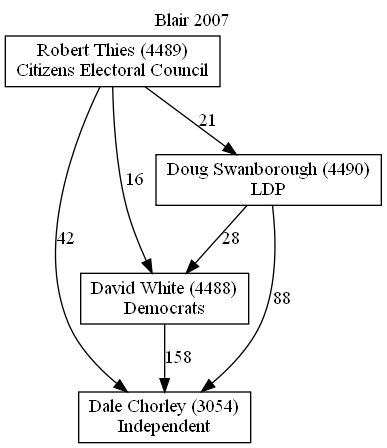 Blair 2007
Robert Thies (4489)
Citizens Electoral Council
21
Doug Swanborough (4490)
LDP
16
42
28
David White (4488)
Democrats
88
158
Dale Chorley (3054)
Independent